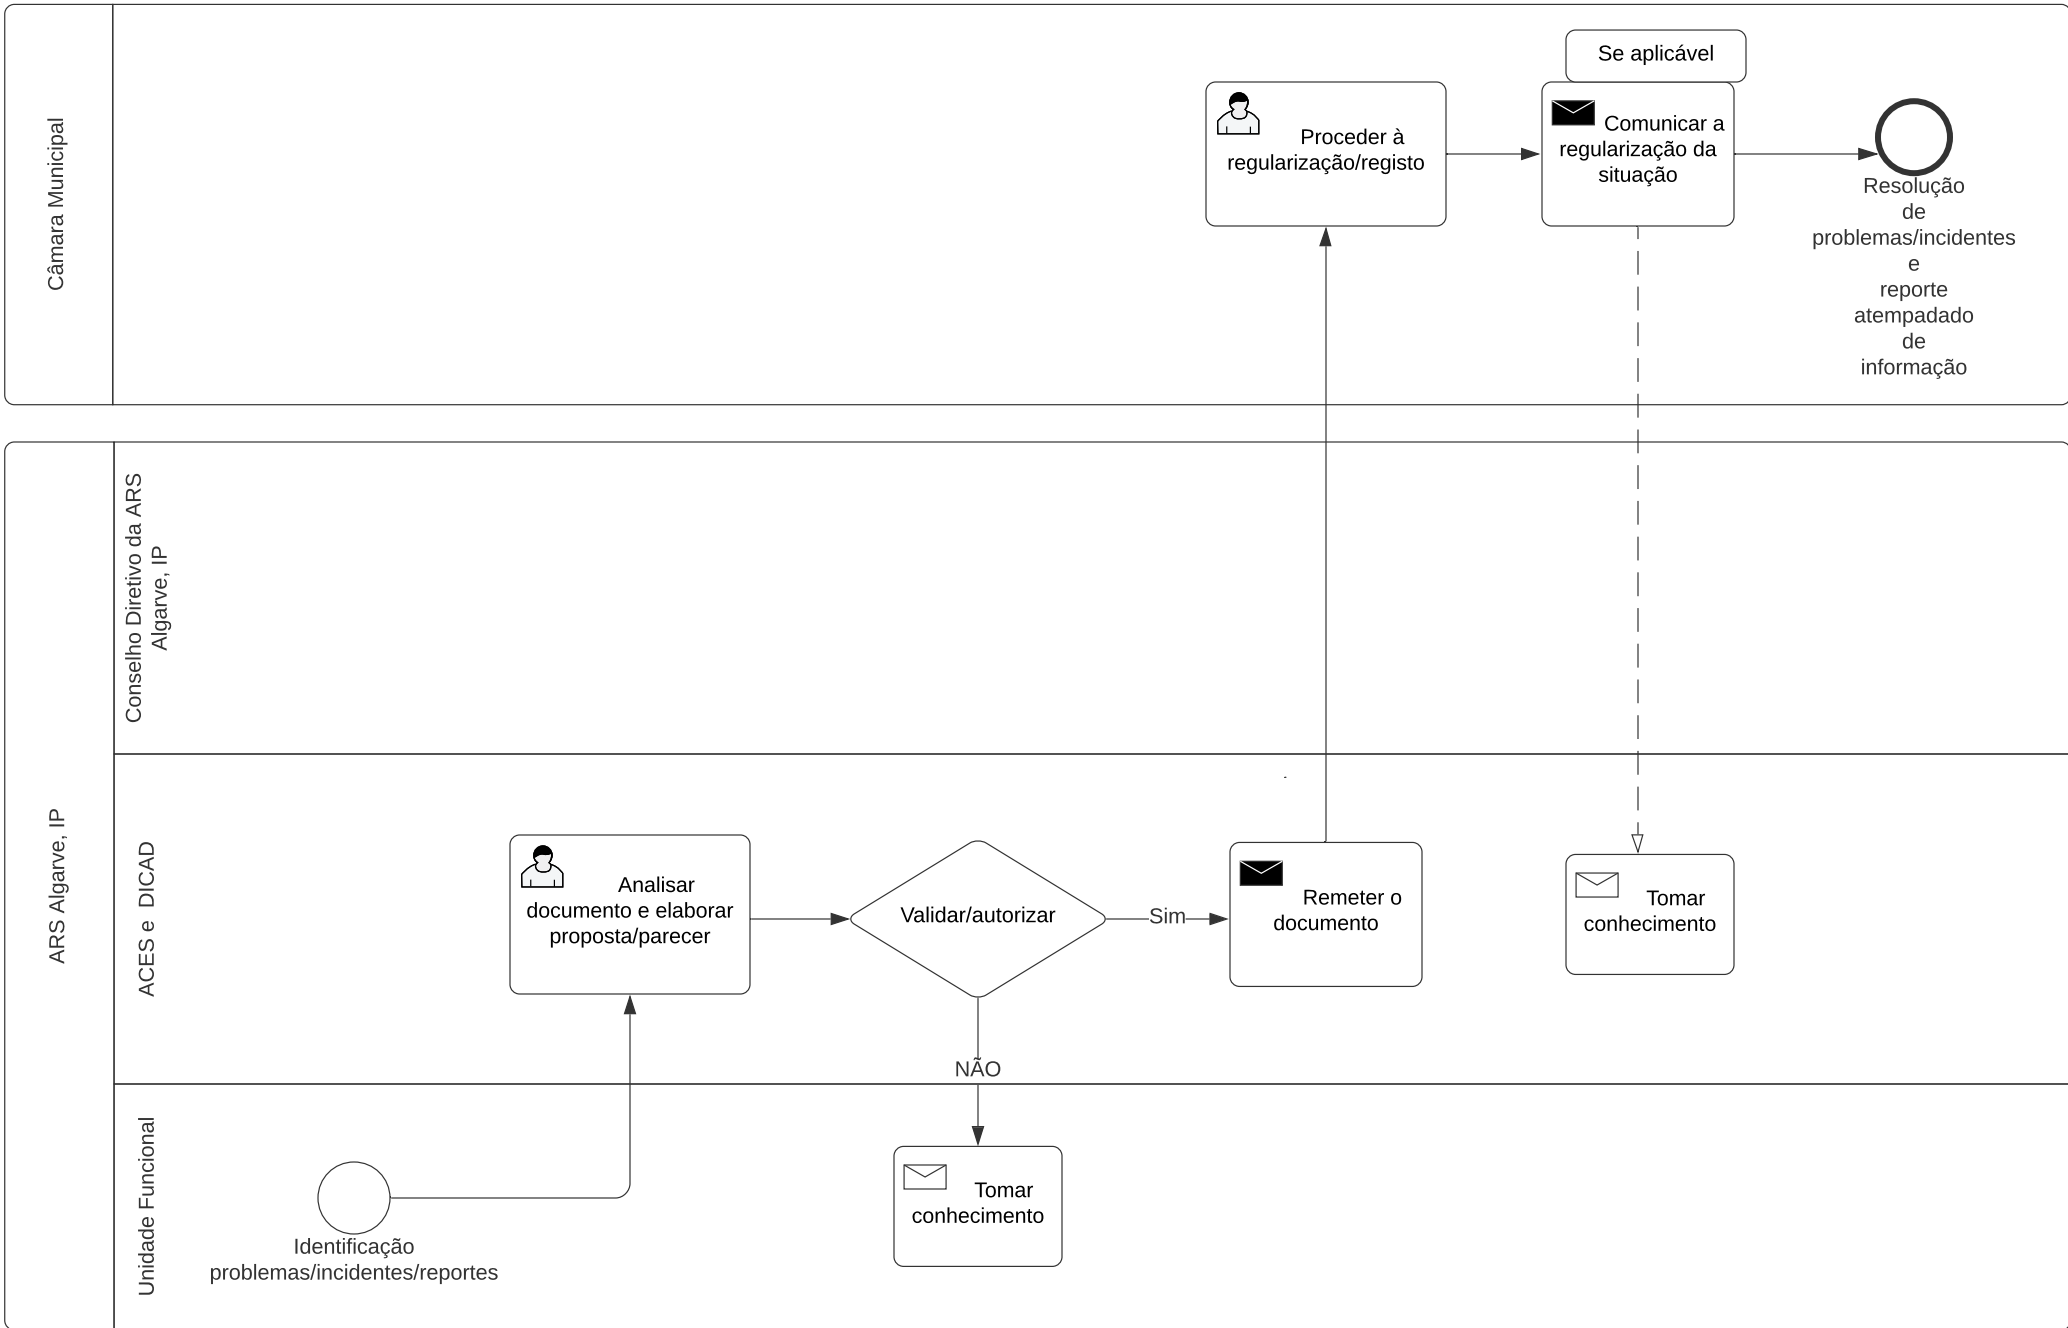 Câmara Municipal
Se aplicável
Proceder à
regularização/registo
Comunicar a
regularização da
situação
Resolução
de
problemas/incidentes
e
reporte
atempadado
de
informação
ARS Algarve, IP
Conselho Diretivo da ARS
Algarve, IP
ACES e DICAD
Analisar
documento e elaborar
proposta/parecer
Validar/autorizar
Sim
Remeter o
documento
Tomar
conhecimento
NÃO
Unidade Funcional
Identificação
problemas/incidentes/reportes
Tomar
conhecimento